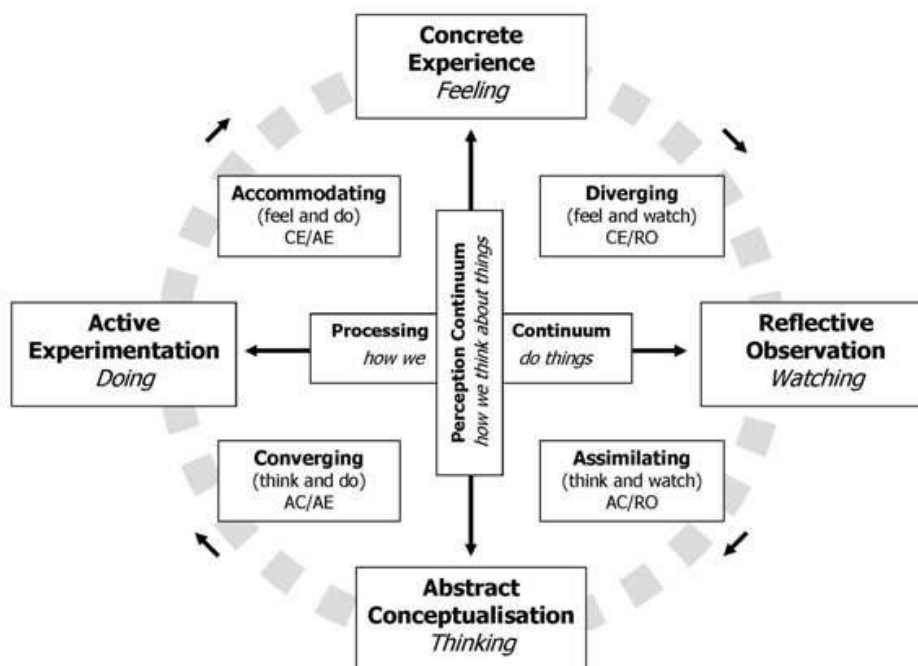 Concrete
Experience
Feeling
Accommodating
(feel and do)
CE/AE
Diverging
(feel and watch)
CE/RO
Perception Continuum
how we think about things
Active
Experimentation
Doing
Processing
how we
Continuum
do things
Reflective
Observation
Watching
Converging
(think and do)
AC/AE
Assimilating
(think and watch)
AC/RO
Abstract
Conceptualisation
Thinking